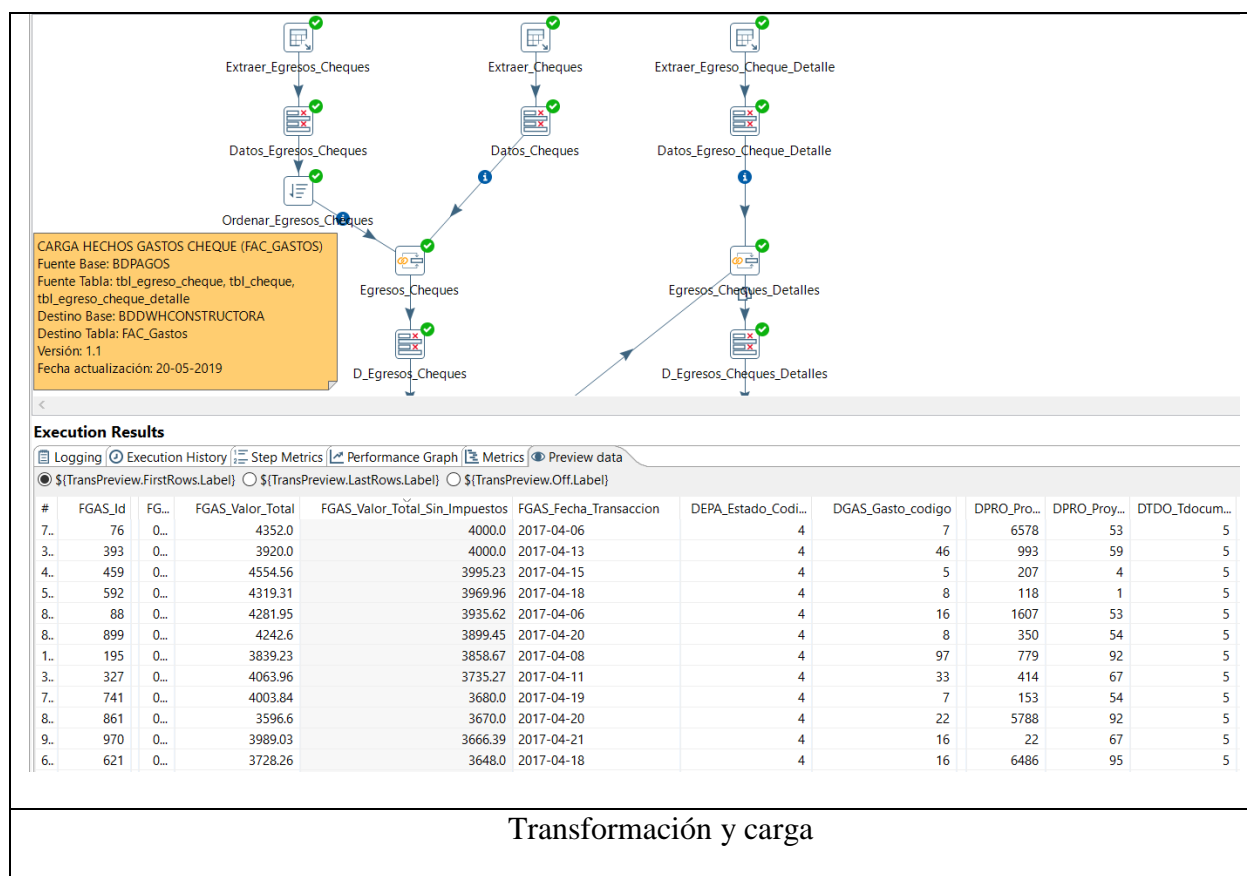 Extraer_Egresos_Cheques Extraer_Cheques Extraer_Egreso_Cheque_Detalle
Datos_Egresos_Cheques Datos_Cheques Datos_Egreso_Cheque_Detalle
Ordenar_Egresos_Cheques
CARGA HECHOS GASTOS CHEQUE (FAC_GASTOS)
Fuente Base: BDPAGOS
Fuente Tabla: tbl_egreso_cheque, tbl_cheque,
tbl_egreso_cheque_detalle
Destino Base: BDDWHCONSTRUCTORA
Destino Tabla: FAC_Gastos
Versión: 1.1
Fecha actualización: 20-05-2019
Egresos_Cheques Egresos_Cheques_Detalles
D_Egresos_Cheques D_Egresos_Cheques_Detalles
Execution Results
Logging Execution History Step Metrics Performance Graph Metrics Preview data
${TransPreview.FirstRows.Label} ${TransPreview.LastRows.Label} ${TransPreview.Off.Label}
# FGAS_Id FG... FGAS_Valor_Total FGAS_Valor_Total_Sin_Impuestos FGAS_Fecha_Transaccion DEPA_Estado_Codi... DGAS_Gasto_codigo DPRO_Pro... DPRO_Proy... DTDO_Tdocum...
7.. 76 0... 4352.0 4000.0 2017-04-06 4 7 6578 53 5
3.. 393 0... 3920.0 4000.0 2017-04-13 4 46 993 59 5
4.. 459 0... 4554.56 3995.23 2017-04-15 4 5 207 4 5
5.. 592 0... 4319.31 3969.96 2017-04-18 4 8 118 1 5
8.. 88 0... 4281.95 3935.62 2017-04-06 4 16 1607 53 5
8.. 899 0... 4242.6 3899.45 2017-04-20 4 8 350 54 5
1.. 195 0... 3839.23 3858.67 2017-04-08 4 97 779 92 5
3.. 327 0... 4063.96 3735.27 2017-04-11 4 33 414 67 5
7.. 741 0... 4003.84 3680.0 2017-04-19 4 7 153 54 5
8.. 861 0... 3596.6 3670.0 2017-04-20 4 22 5788 92 5
9.. 970 0... 3989.03 3666.39 2017-04-21 4 16 22 67 5
6.. 621 0... 3728.26 3648.0 2017-04-18 4 16 6486 95 5
Transformación y carga